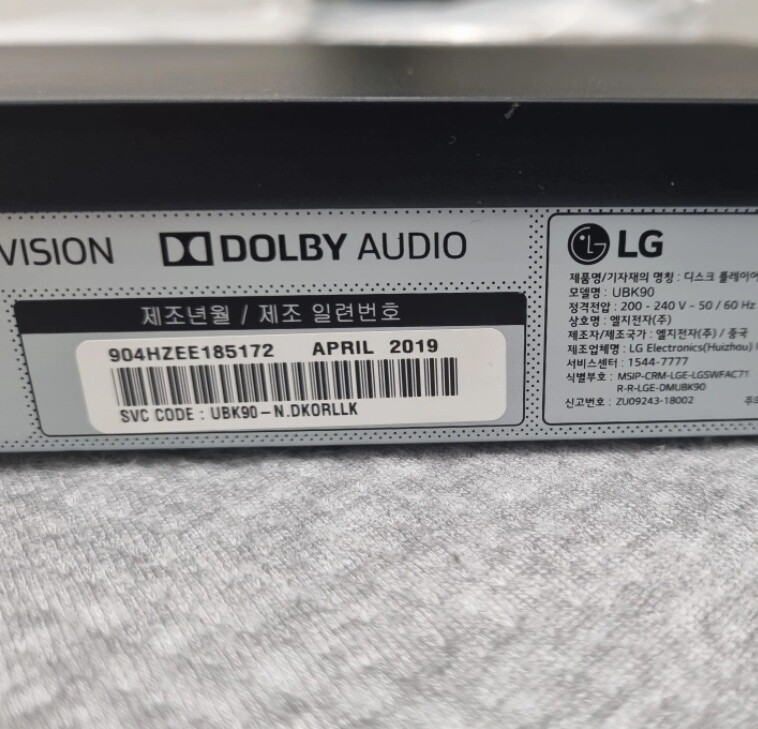 VISION
DOLBY AUDIO
제조년월 / 제조 일련번호
904HZEE185172 APRIL 2019
SVC CODE : UBK90-N.DKORLLK
LG
제품명/기자재의 명칭 : 디스크 플레이어
모델명 : UBK90
정격전압 : 200 - 240 V ~ 50 / 60 Hz
상호명 : 엘지전자(주)
제조자/제조국가 : 엘지전자(주) / 중국
제조업체명 : LG Electronics(Huizhou)
서비스센터 : 1544-7777
식별부호 : MSIP-CRM-LGE-LGSWFAC71
R-R-LGE-DMUBK90
신고번호 : ZU09243-18002